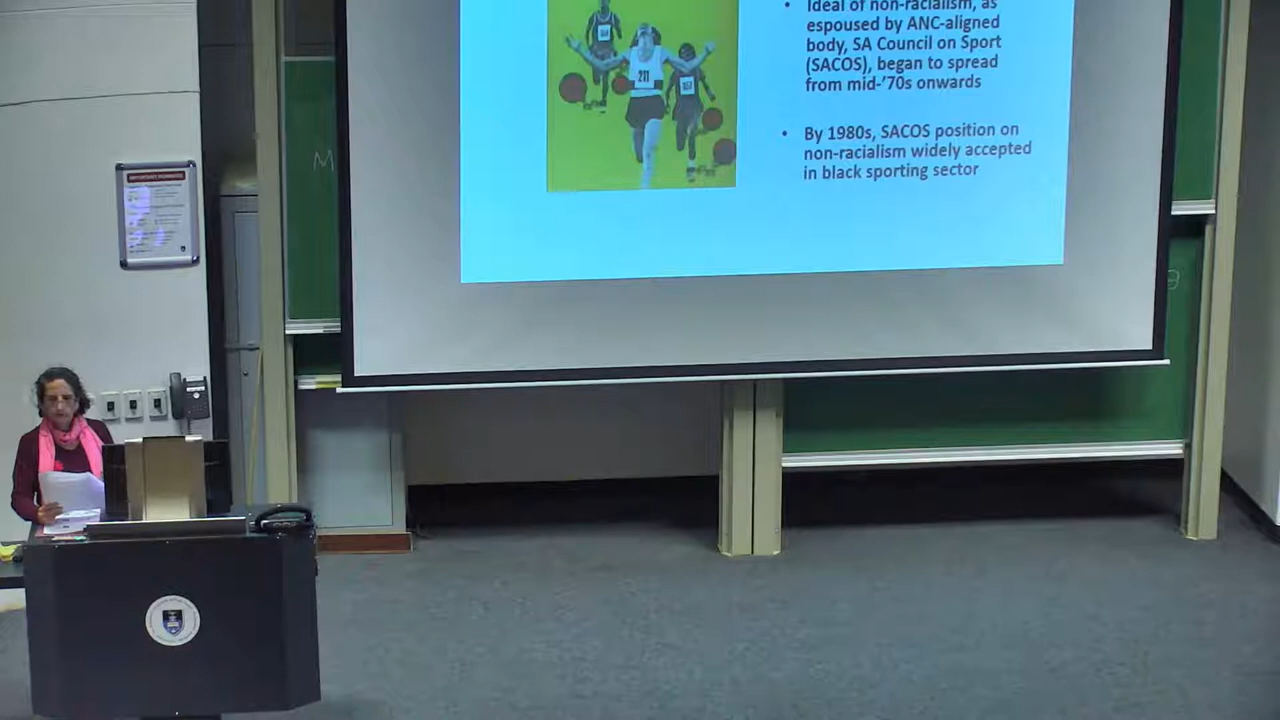 • Ideal of non-racialism, as
espoused by ANC-aligned
body, SA Council on Sport
(SACOS), began to spread
from mid-'70s onwards
• By 1980s, SACOS position on
non-racialism widely accepted
in black sporting sector
211
M